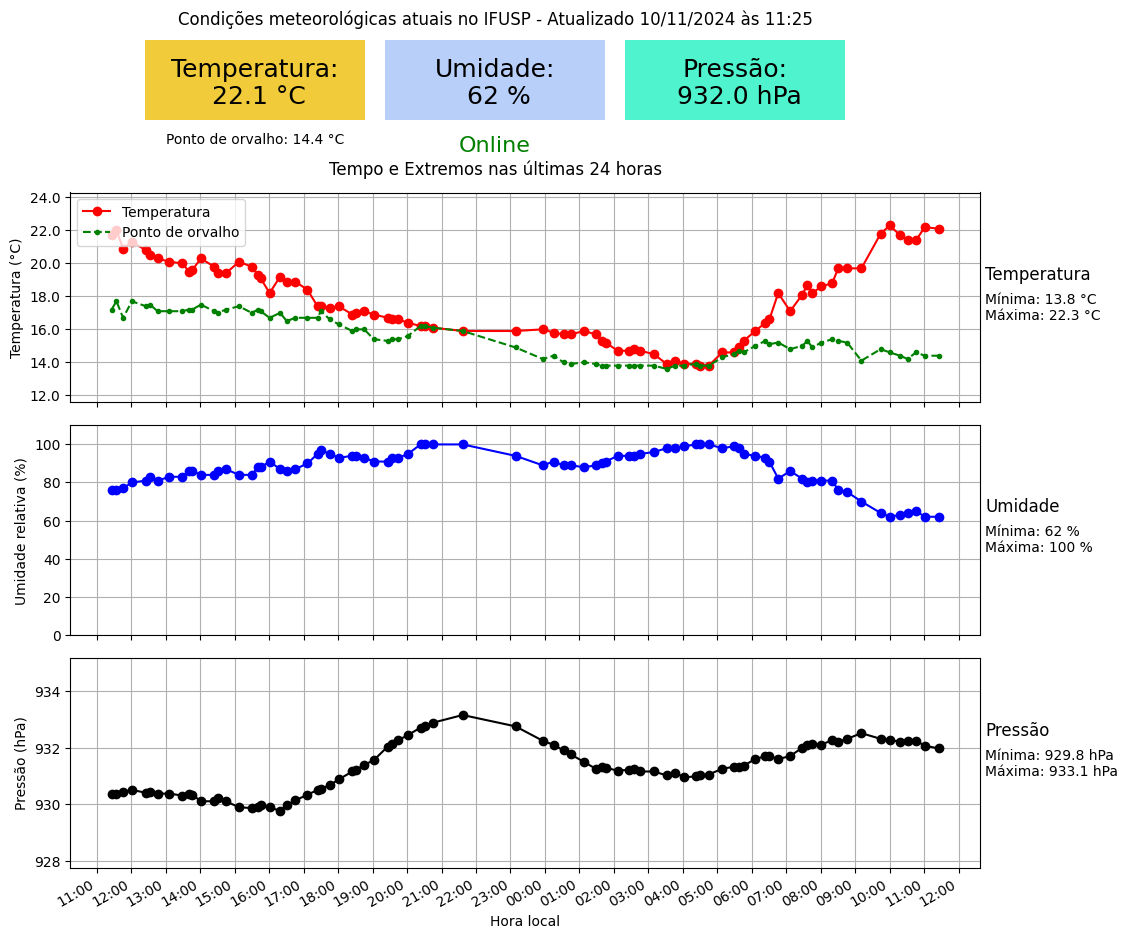 Condições meteorológicas atuais no IFUSP - Atualizado 10/11/2024 às 11:25
Temperatura:
22.1 °C
Umidade:
62 %
Pressão:
932.0 hPa
Ponto de orvalho: 14.4 °C
Online
Tempo e Extremos nas últimas 24 horas
Temperatura (°C)
24.0
22.0
20.0
18.0
16.0
14.0
12.0
Temperatura
Ponto de orvalho
Temperatura
Mínima: 13.8 °C
Máxima: 22.3 °C
Umidade relativa (%)
100
80
60
40
20
0
Umidade
Mínima: 62 %
Máxima: 100 %
Pressão (hPa)
934
932
930
928
Pressão
Mínima: 929.8 hPa
Máxima: 933.1 hPa
11:00 12:00 13:00 14:00 15:00 16:00 17:00 18:00 19:00 20:00 21:00 22:00 23:00 00:00 01:00 02:00 03:00 04:00 05:00 06:00 07:00 08:00 09:00 10:00 11:00 12:00
Hora local